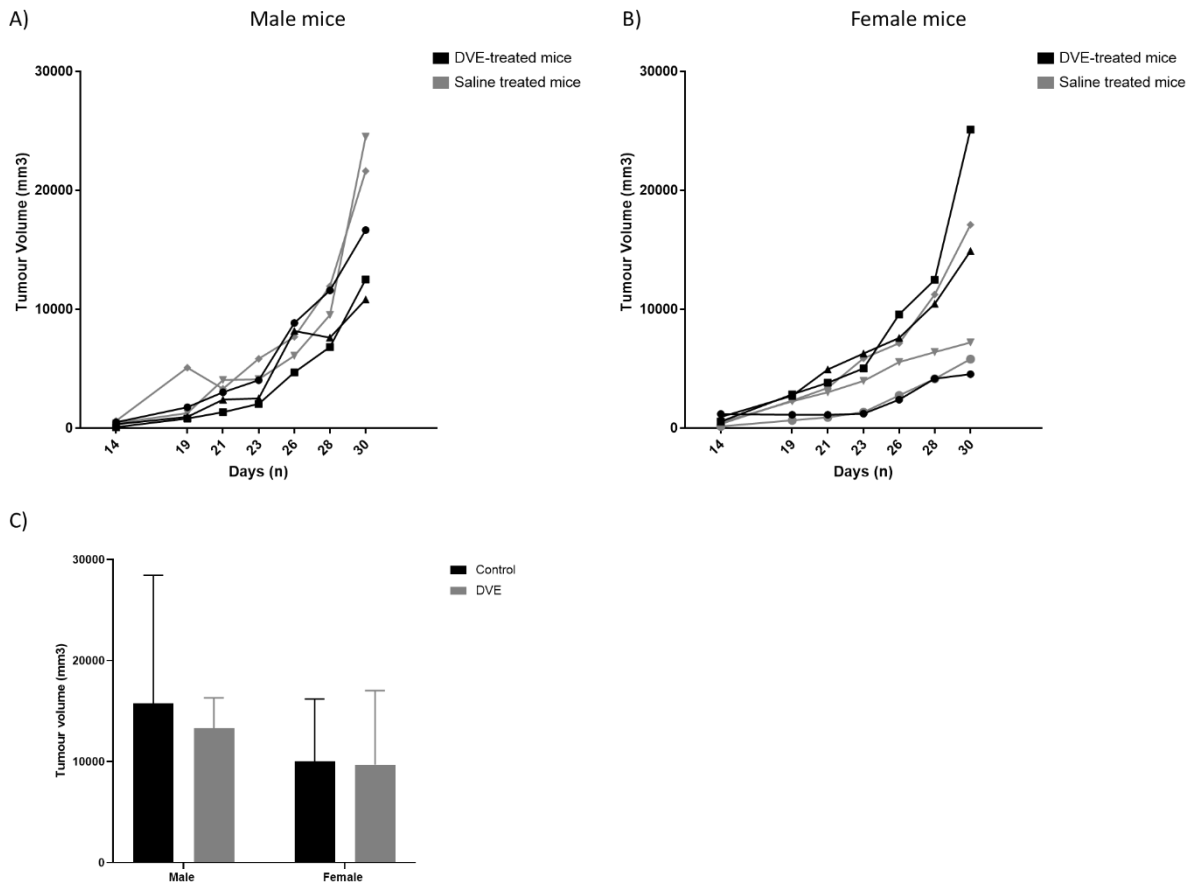 A)
Male mice
DVE-treated mice
Saline treated mice
30000
20000
10000
0
Tumour Volume (mm3)
14
19
21
23
26
28
30
Days (n)
B)
Female mice
DVE-treated mice
Saline treated mice
30000
20000
10000
0
Tumour Volume (mm3)
14
19
21
23
26
28
30
Days (n)
C)
Control
DVE
30000
20000
10000
0
Tumour volume (mm3)
Male
Female